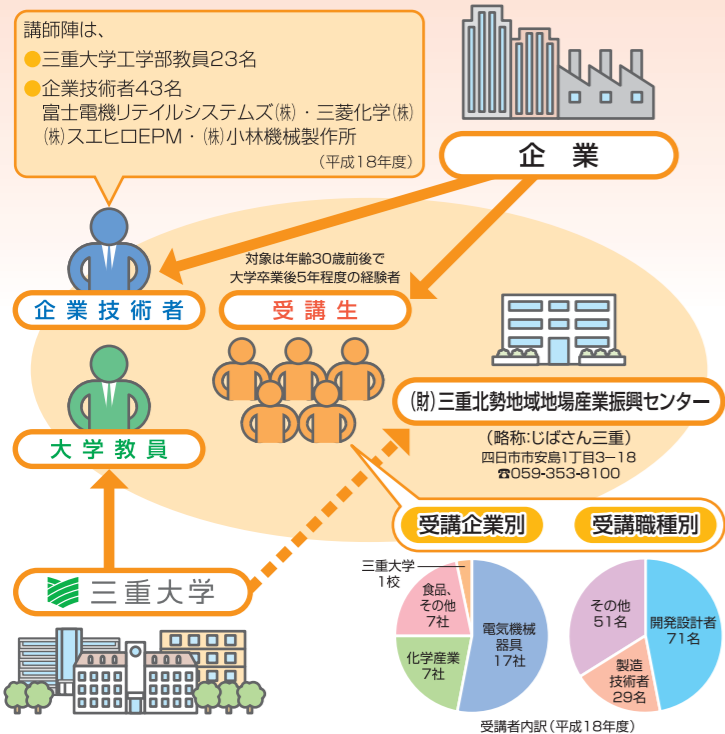 講師陣は、
●三重大学工学部教員23名
●企業技術者43名
富士電機リテイルシステムズ㈱・三菱化学㈱
㈱スエヒロEPM・㈱小林機械製作所
(平成18年度)
企業
企業技術者
対象は年齢30歳前後で
大学卒業後5年程度の経験者
受講生
大学教員
(財)三重北勢地域地場産業振興センター
(略称:じばさん三重)
四日市市安島1丁目3−18
☎059-353-8100
三重大学
受講企業別
三重大学
1校
食品、
その他
7社
電気機械
器具
17社
化学産業
7社
受講職種別
その他
51名
開発設計者
71名
製造
技術者
29名
受講者内訳(平成18年度)